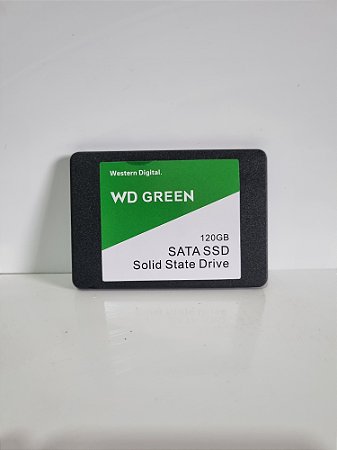 Western Digital.
WD GREEN
120GB
SATA SSD
Solid State Drive